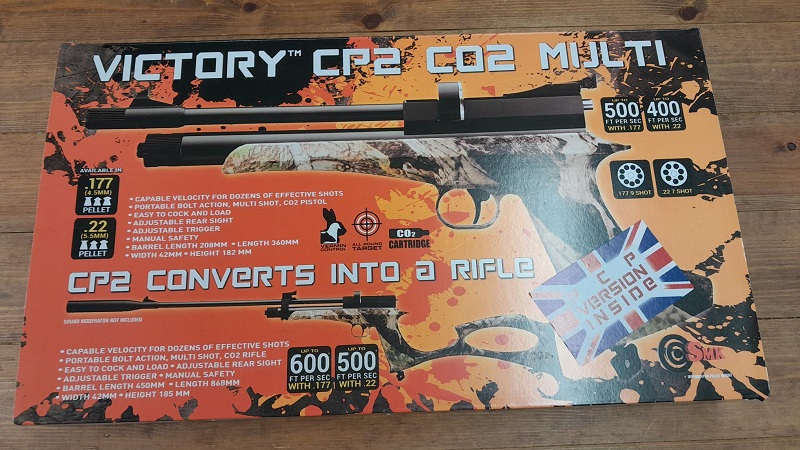 VICTORY™ CP2 CO2 MULTI
UP TO
500
FT PER SEC
WITH .177
UP TO
400
FT PER SEC
WITH .22
.177 9 SHOT
.22 7 SHOT
AVAILABLE IN
.177
(4.5MM)
PELLET
.22
(5.5MM)
PELLET
• CAPABLE VELOCITY FOR DOZENS OF EFFECTIVE SHOTS
• PORTABLE BOLT ACTION, MULTI SHOT, CO2 PISTOL
• EASY TO COCK AND LOAD
• ADJUSTABLE REAR SIGHT
• ADJUSTABLE TRIGGER
• MANUAL SAFETY
• BARREL LENGTH 208MM • LENGTH 360MM
• WIDTH 42MM • HEIGHT 182 MM
VERMIN
CONTROL
ALL ROUND
TARGET
CO2
CARTRIDGE
CP2 CONVERTS INTO A RIFLE
SOUND MODERATOR NOT INCLUDED
• CAPABLE VELOCITY FOR DOZENS OF EFFECTIVE SHOTS
• PORTABLE BOLT ACTION, MULTI SHOT, CO2 RIFLE
• EASY TO COCK AND LOAD • ADJUSTABLE REAR SIGHT
• ADJUSTABLE TRIGGER • MANUAL SAFETY
• BARREL LENGTH 450MM • LENGTH 868MM
• WIDTH 42MM • HEIGHT 185 MM
UP TO
600
FT PER SEC
WITH .177
UP TO
500
FT PER SEC
WITH .22
VERSION
INSIDE
SMK